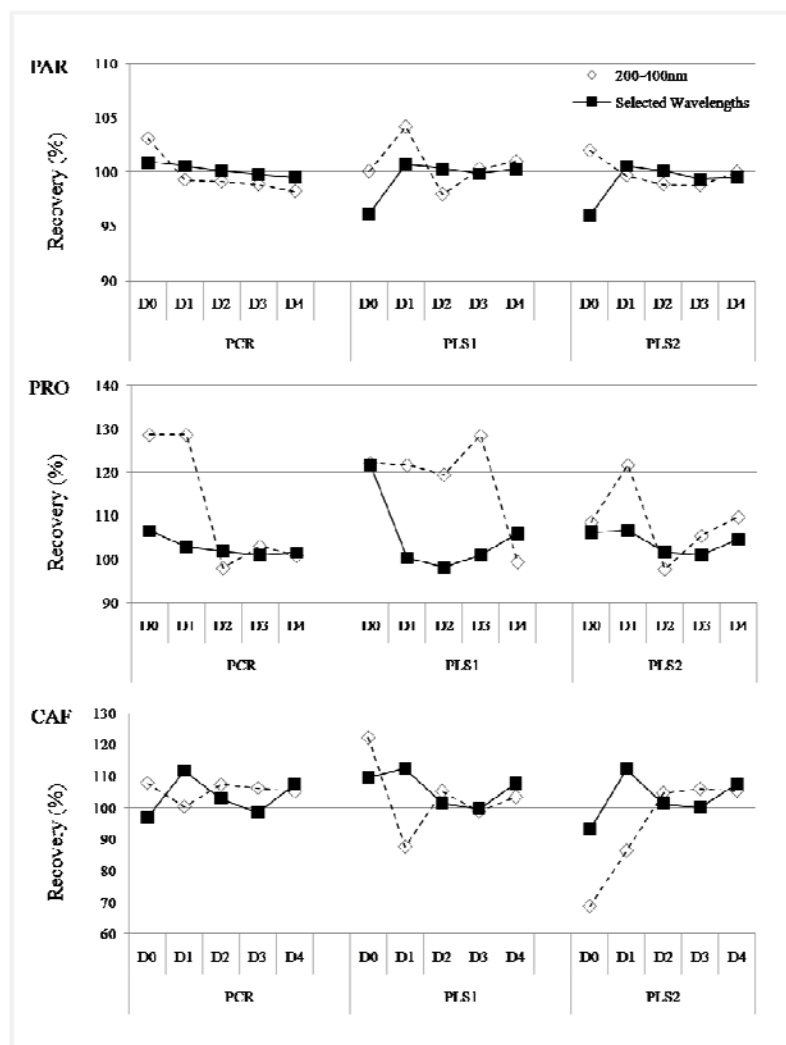 PAR
110
105
100
95
90
Recovery (%)
200-400nm
Selected Wavelengths
D0 D1 D2 D3 D4 D0 D1 D2 D3 D4 D0 D1 D2 D3 D4
PCR PLS1 PLS2
PRO
140
130
120
110
100
90
Recovery (%)
D0 D1 D2 D3 D4 D0 D1 D2 D3 D4 D0 D1 D2 D3 D4
PCR PLS1 PLS2
CAF
130
120
110
100
90
80
70
60
Recovery (%)
D0 D1 D2 D3 D4 D0 D1 D2 D3 D4 D0 D1 D2 D3 D4
PCR PLS1 PLS2